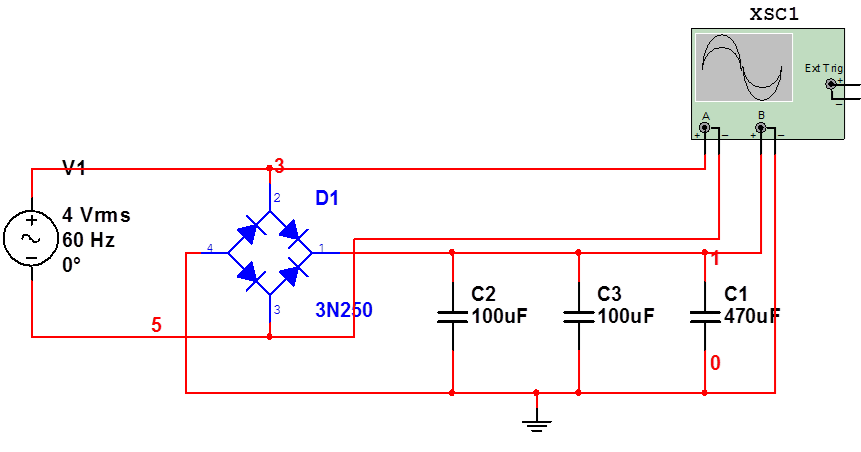 XSC1
Ext Trig
+
–
A
B
+
–
+
–
V1
3
2
D1
4 Vrms
60 Hz
0°
+
–
4
1
1
C2
100uF
C3
100uF
C1
470uF
3
3N250
5
0